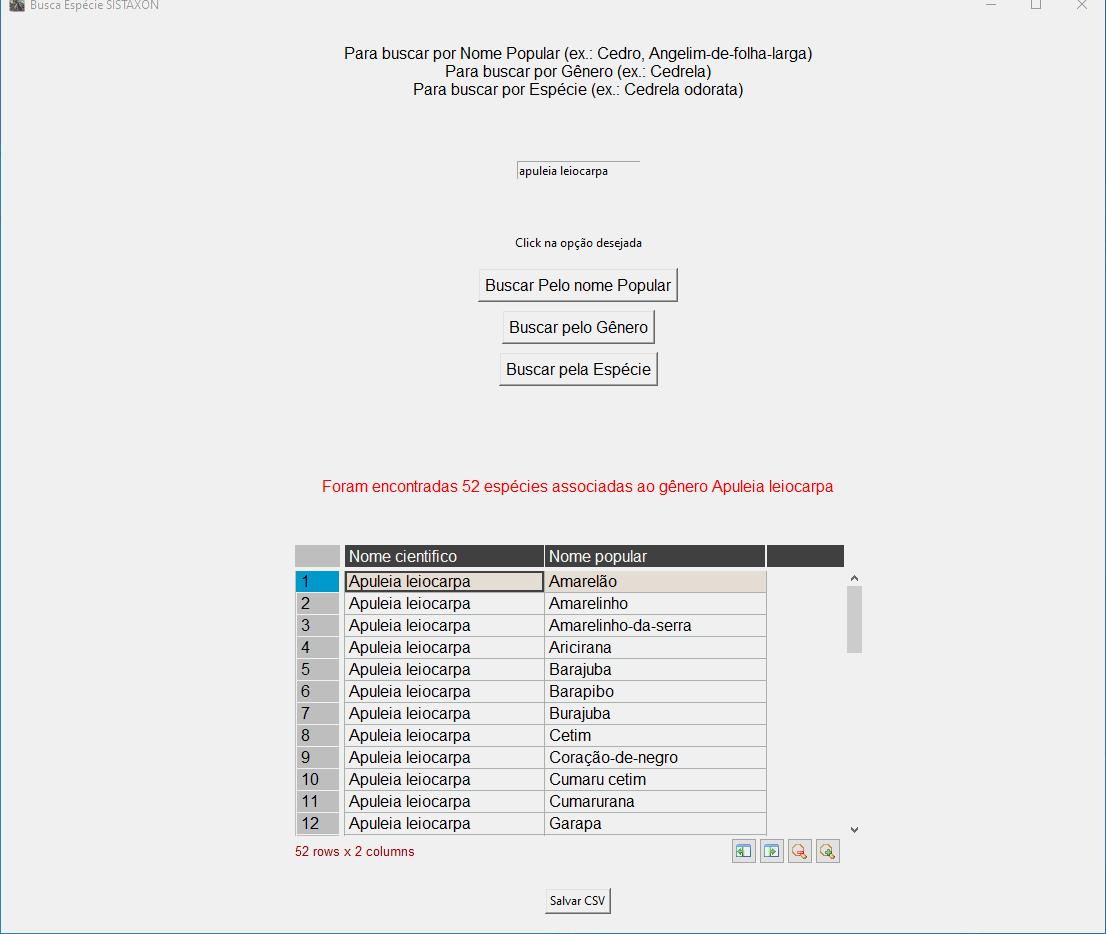 Busca Espécie SISTAXON
Para buscar por Nome Popular (ex.: Cedro, Angelim-de-folha-larga)
Para buscar por Gênero (ex.: Cedrela)
Para buscar por Espécie (ex.: Cedrela odorata)
apuleia leiocarpa
Click na opção desejada
Buscar Pelo nome Popular
Buscar pelo Gênero
Buscar pela Espécie
Foram encontradas 52 espécies associadas ao gênero Apuleia leiocarpa
Nome cientifico Nome popular
1 Apuleia leiocarpa Amarelão
2 Apuleia leiocarpa Amarelinho
3 Apuleia leiocarpa Amarelinho-da-serra
4 Apuleia leiocarpa Aricirana
5 Apuleia leiocarpa Barajuba
6 Apuleia leiocarpa Barapibo
7 Apuleia leiocarpa Burajuba
8 Apuleia leiocarpa Cetim
9 Apuleia leiocarpa Coração-de-negro
10 Apuleia leiocarpa Cumaru cetim
11 Apuleia leiocarpa Cumarurana
12 Apuleia leiocarpa Garapa
52 rows x 2 columns
Salvar CSV